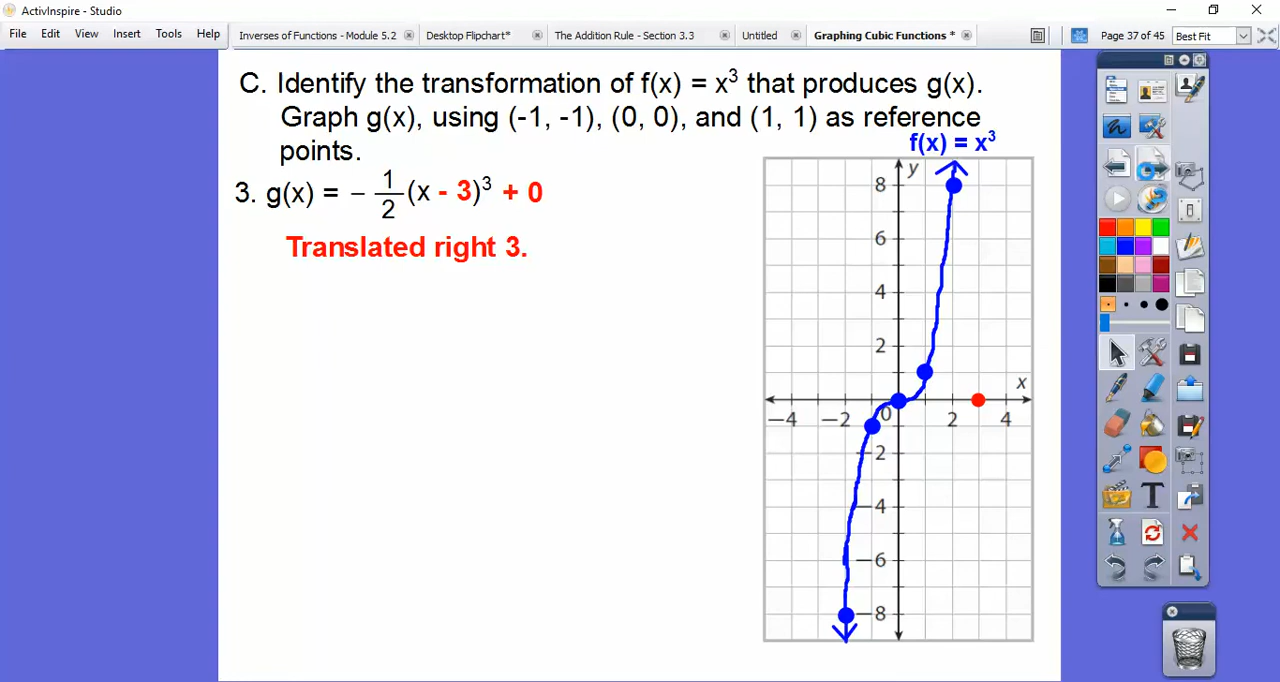 ActivInspire - Studio
File Edit View Insert Tools Help
Inverses of Functions - Module 5.2 Desktop Flipchart* The Addition Rule - Section 3.3 Untitled Graphing Cubic Functions * Page 37 of 45 Best Fit
C. Identify the transformation of f(x) = x³ that produces g(x).
Graph g(x), using (-1, -1), (0, 0), and (1, 1) as reference
points.
f(x) = x³
3. g(x) = − 1/2 (x - 3)³ + 0
Translated right 3.
y
8
6
4
2
x
−4 −2 0 2 4
−2
−4
−6
−8